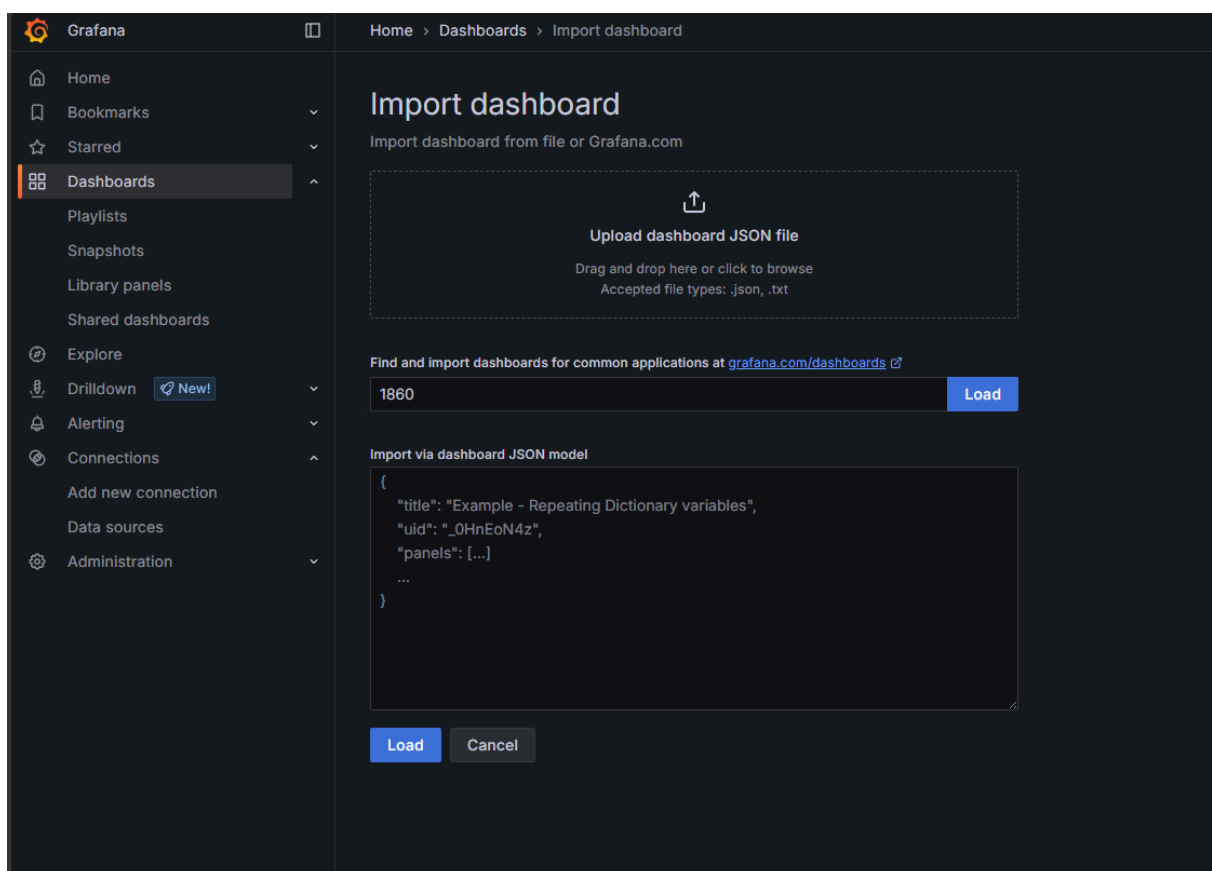 Grafana
Home > Dashboards > Import dashboard
Home
Bookmarks
Starred
Dashboards
Playlists
Snapshots
Library panels
Shared dashboards
Explore
Drilldown New!
Alerting
Connections
Add new connection
Data sources
Administration
Import dashboard
Import dashboard from file or Grafana.com
Upload dashboard JSON file
Drag and drop here or click to browse
Accepted file types: .json, .txt
Find and import dashboards for common applications at grafana.com/dashboards
1860 Load
Import via dashboard JSON model
{
"title": "Example - Repeating Dictionary variables",
"uid": "_0HnEoN4z",
"panels": [...]
...
}
Load Cancel